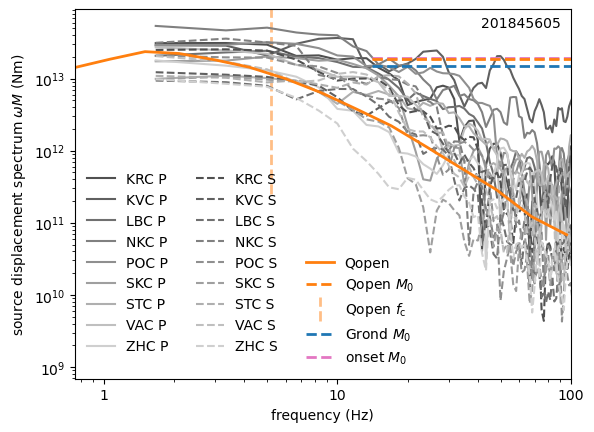 201845605
source displacement spectrum ωM (Nm)
10¹³
10¹²
10¹¹
10¹⁰
10⁹
KRC P
KVC P
LBC P
NKC P
POC P
SKC P
STC P
VAC P
ZHC P
KRC S
KVC S
LBC S
NKC S
POC S
SKC S
STC S
VAC S
ZHC S
Qopen
Qopen M₀
Qopen f_c
Grond M₀
onset M₀
1
10
100
frequency (Hz)